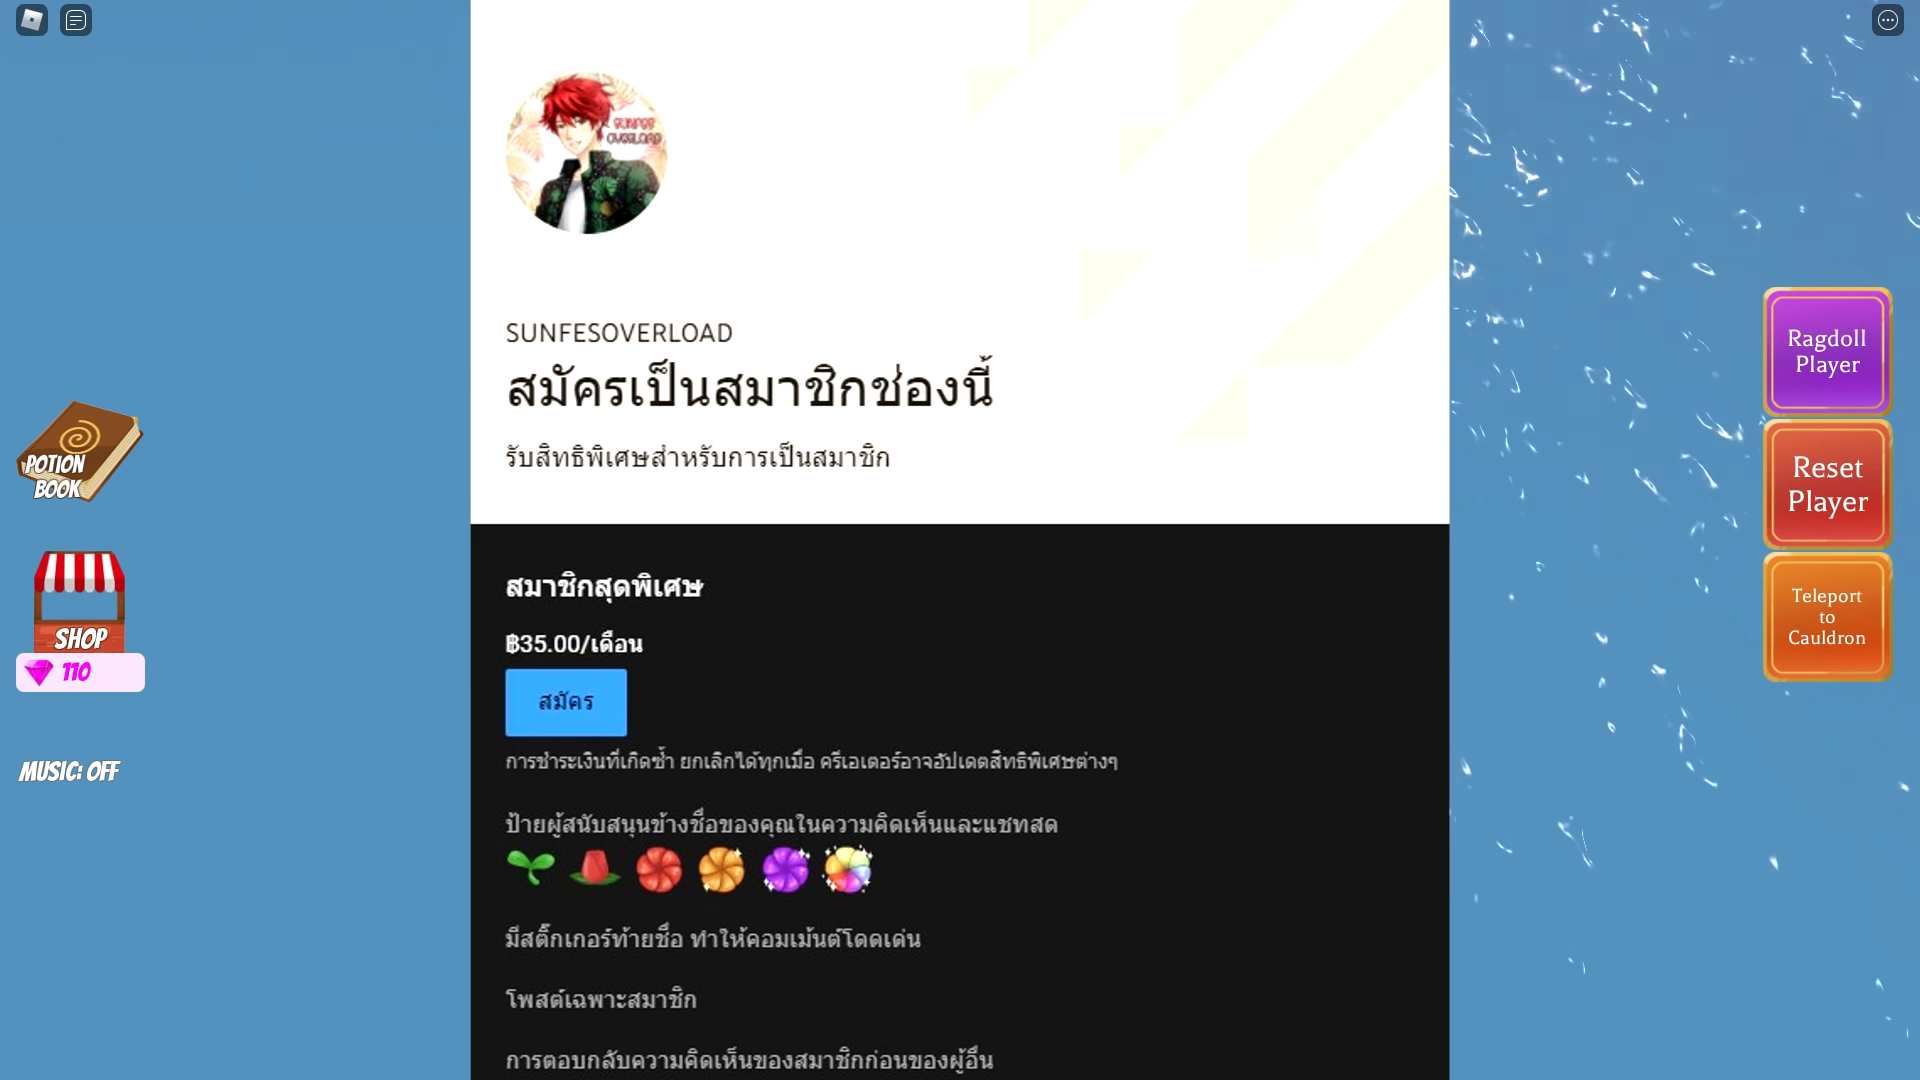 SUNFES
OVERLOAD
SUNFESOVERLOAD
สมัครเป็นสมาชิกช่องนี้
รับสิทธิพิเศษสำหรับการเป็นสมาชิก
สมาชิกสุดพิเศษ
฿35.00/เดือน
สมัคร
การชำระเงินที่เกิดซ้ำ ยกเลิกได้ทุกเมื่อ ครีเอเตอร์อาจอัปเดตสิทธิพิเศษต่างๆ
ป้ายผู้สนับสนุนข้างชื่อของคุณในความคิดเห็นและแชทสด
มีสติ๊กเกอร์ท้ายชื่อ ทำให้คอมเม้นต์โดดเด่น
โพสต์เฉพาะสมาชิก
การตอบกลับความคิดเห็นของสมาชิกก่อนของผู้อื่น
POTION
BOOK
SHOP
110
MUSIC: OFF
Ragdoll
Player
Reset
Player
Teleport
to
Cauldron